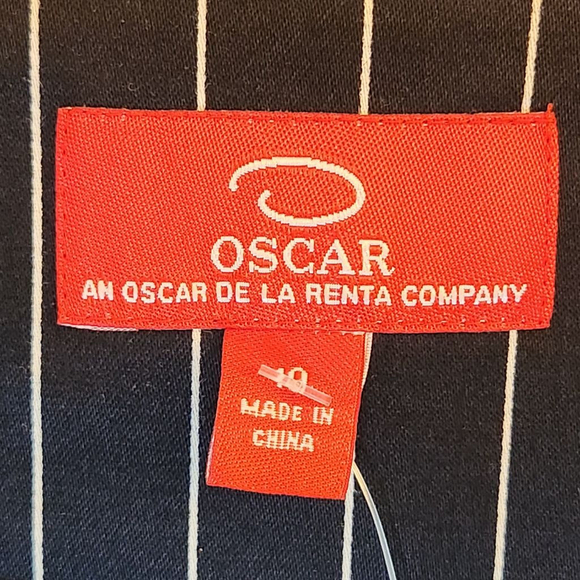 OSCAR
AN OSCAR DE LA RENTA COMPANY
10
MADE IN
CHINA